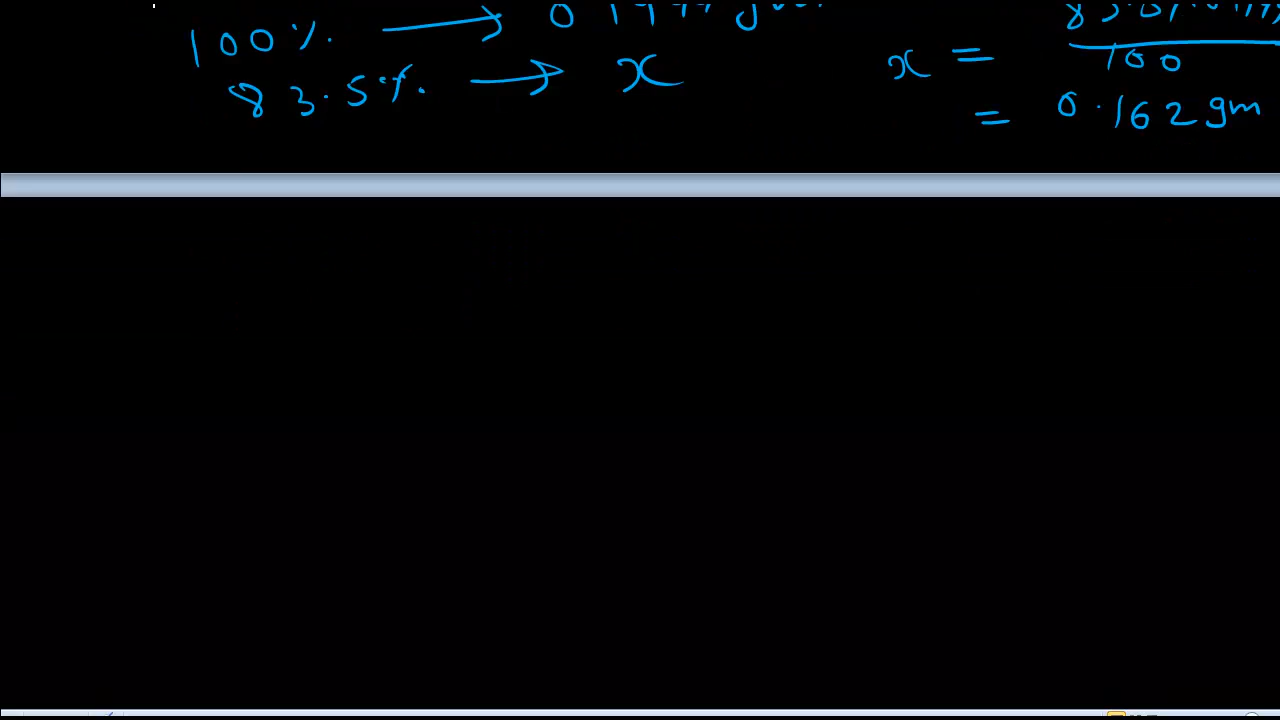 100% →
83.5% → x
x = 100
= 0.162 gm